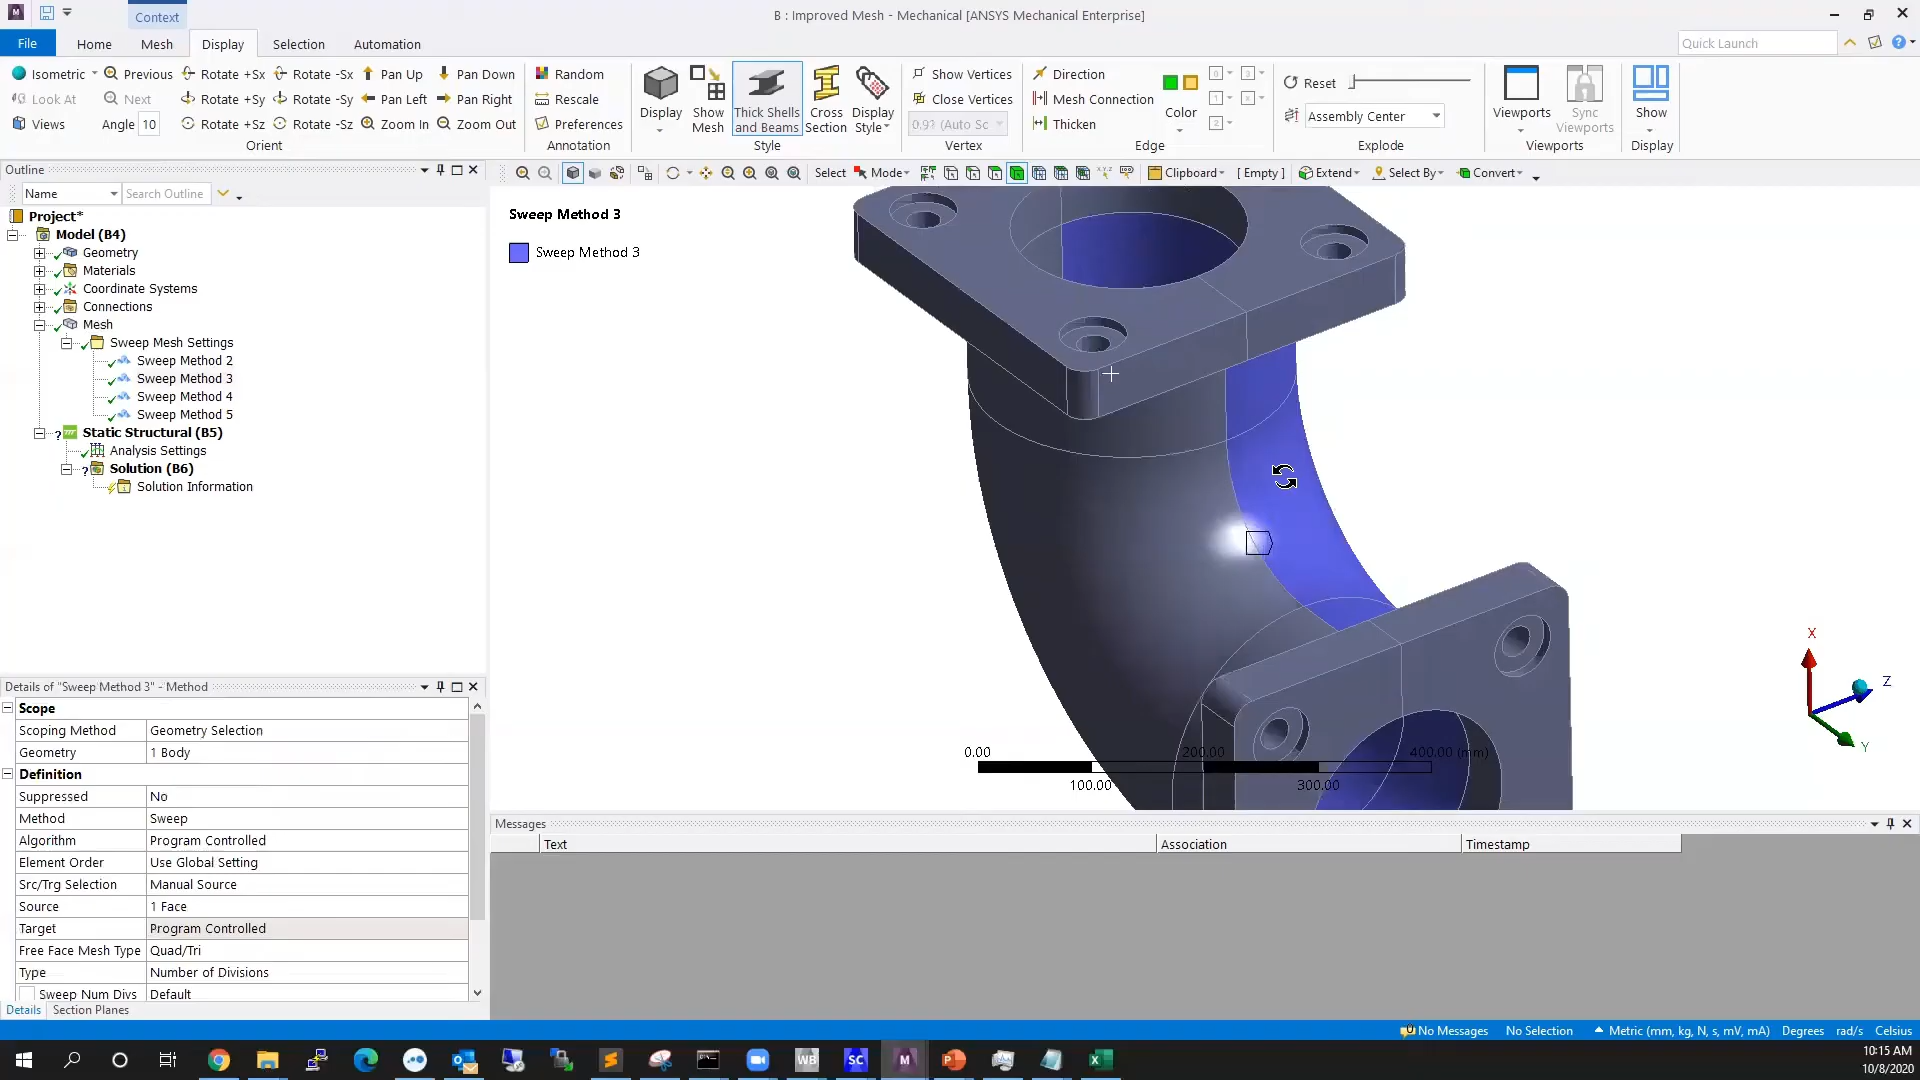 Context
B : Improved Mesh - Mechanical [ANSYS Mechanical Enterprise]
File
Home
Mesh
Display
Selection
Automation
Quick Launch
Isometric
Previous
Rotate +Sx
Rotate -Sx
Pan Up
Pan Down
Look At
Next
Rotate +Sy
Rotate -Sy
Pan Left
Pan Right
Views
Angle 10
Rotate +Sz
Rotate -Sz
Zoom In
Zoom Out
Orient
Random
Rescale
Preferences
Annotation
Display
Show Mesh
Thick Shells and Beams
Cross Section
Display Style
Style
Show Vertices
Close Vertices
0.9? (Auto Sc
Vertex
Direction
Mesh Connection
Thicken
Color
Edge
Reset
Assembly Center
Explode
Viewports
Sync Viewports
Viewports
Show
Display
Outline
Select
Mode
Clipboard
[ Empty ]
Extend
Select By
Convert
Name
Search Outline
Project*
Model (B4)
Geometry
Materials
Coordinate Systems
Connections
Mesh
Sweep Mesh Settings
Sweep Method 2
Sweep Method 3
Sweep Method 4
Sweep Method 5
Static Structural (B5)
Analysis Settings
Solution (B6)
Solution Information
Sweep Method 3
Sweep Method 3
X
Z
Y
0.00
200.00
400.00 (mm)
100.00
300.00
Details of "Sweep Method 3" - Method
Scope
Scoping Method Geometry Selection
Geometry 1 Body
Definition
Suppressed No
Method Sweep
Algorithm Program Controlled
Element Order Use Global Setting
Src/Trg Selection Manual Source
Source 1 Face
Target Program Controlled
Free Face Mesh Type Quad/Tri
Type Number of Divisions
Sweep Num Divs Default
Details
Section Planes
Messages
Text
Association
Timestamp
No Messages
No Selection
Metric (mm, kg, N, s, mV, mA)
Degrees
rad/s
Celsius
WB
SC
M
10:15 AM
10/8/2020